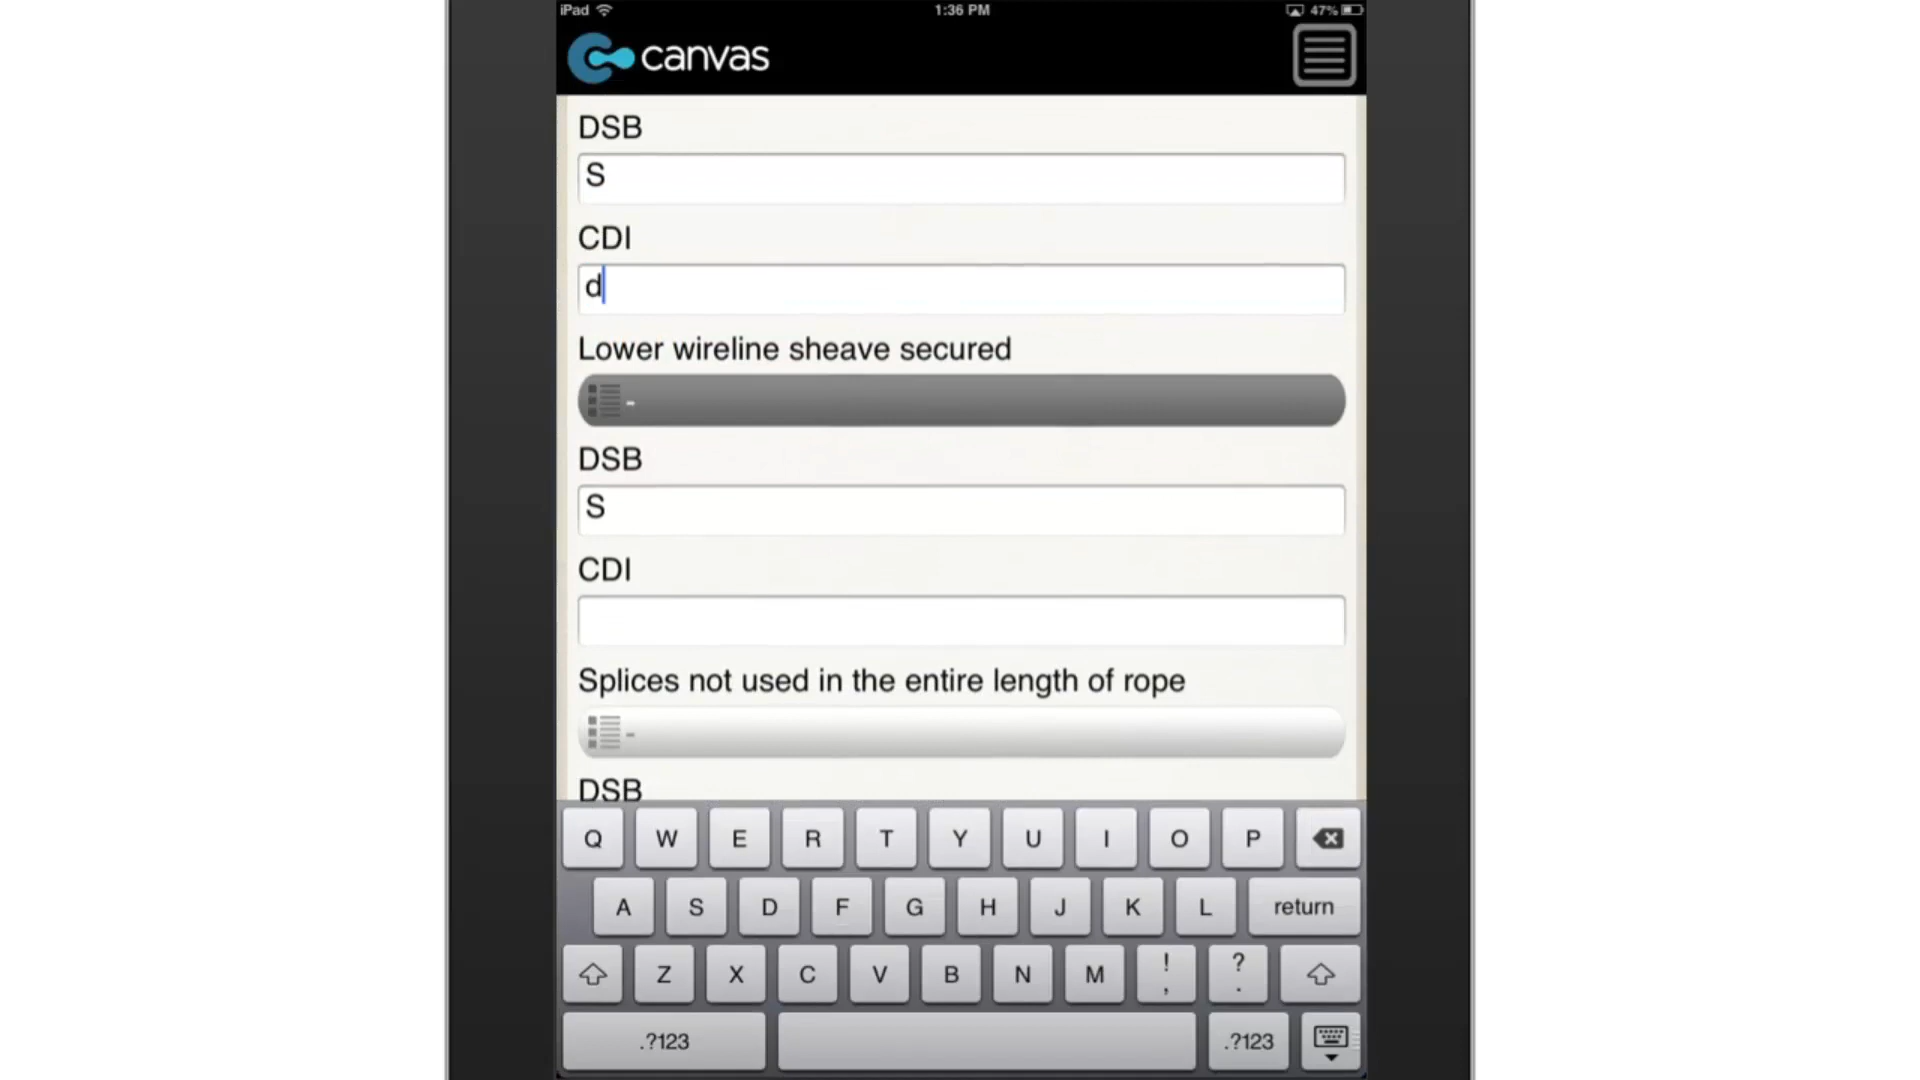 iPad 1:36 PM 47%
canvas
DSB
S
CDI
d
Lower wireline sheave secured
-
DSB
S
CDI
Splices not used in the entire length of rope
-
DSB
Q W E R T Y U I O P
A S D F G H J K L return
Z X C V B N M ! , ? .
.?123 .?123